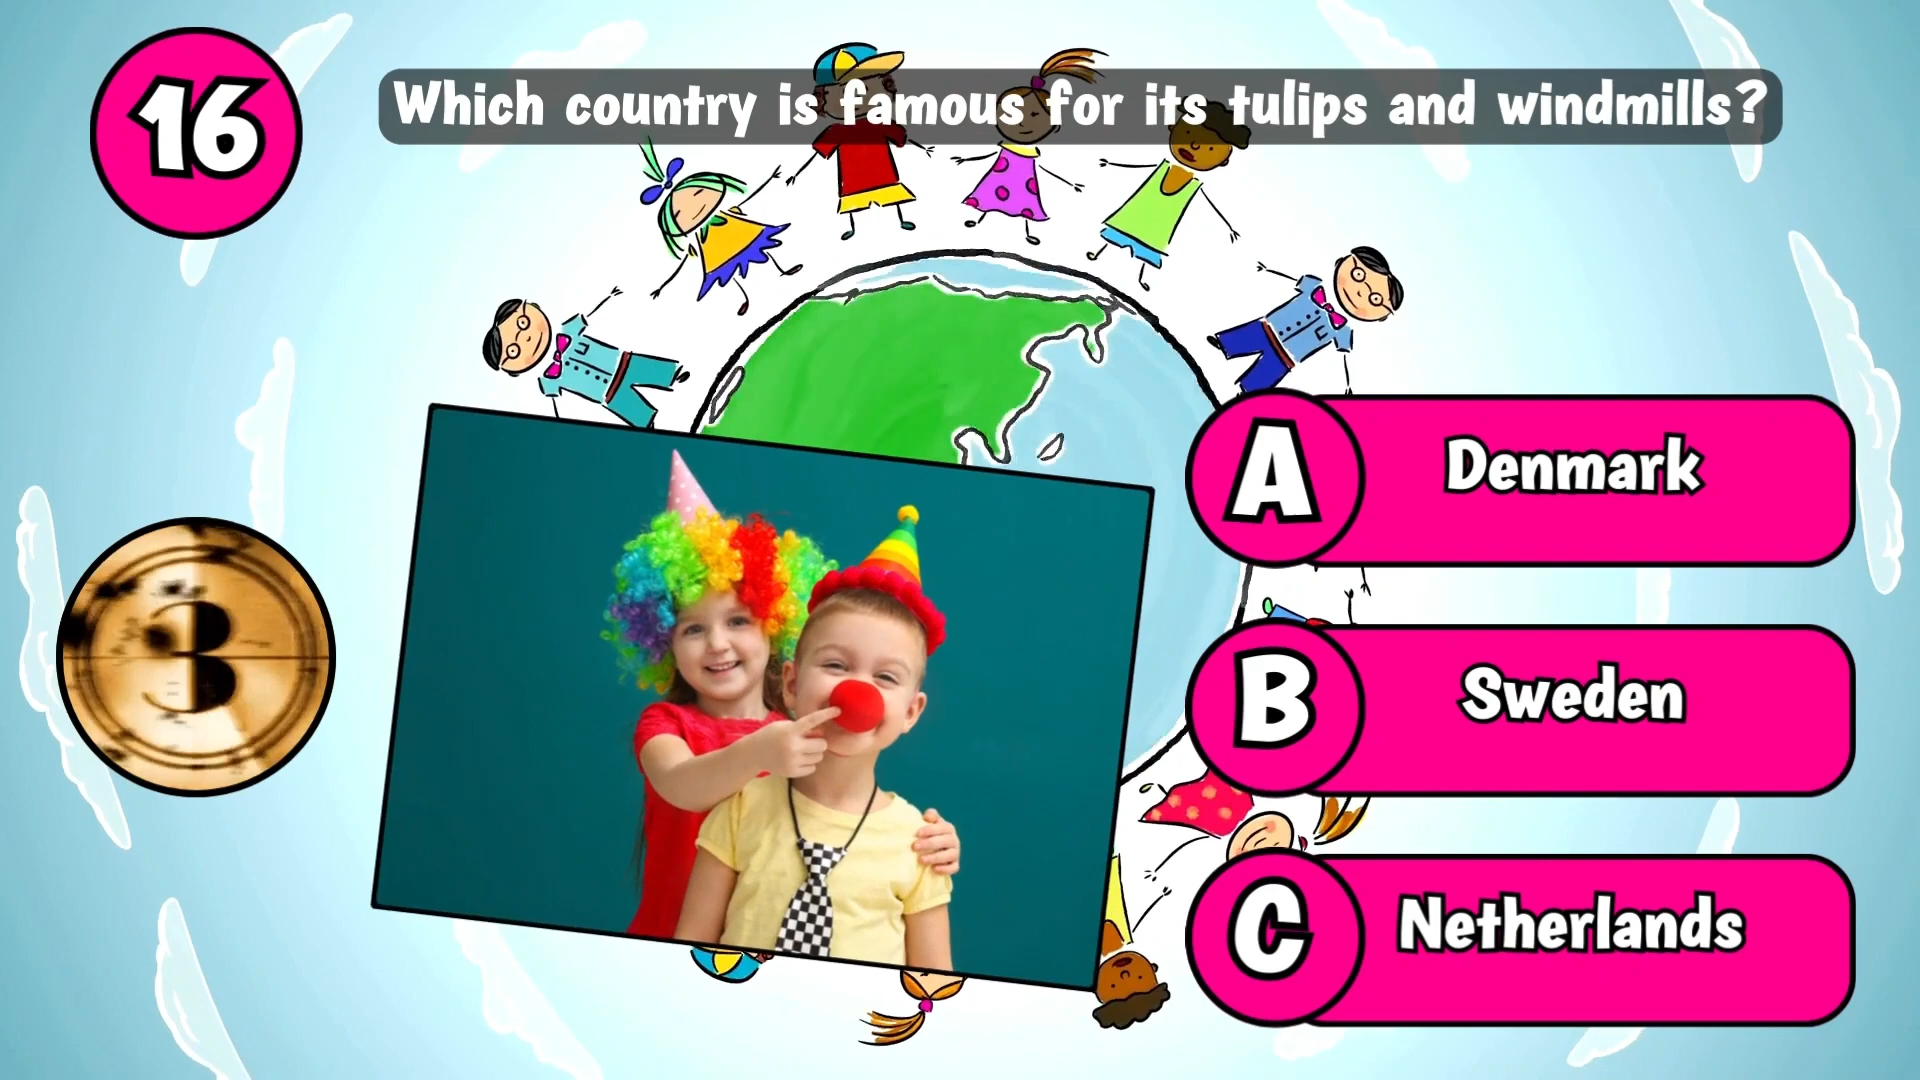 16
Which country is famous for its tulips and windmills?
A
Denmark
3
B
Sweden
C
Netherlands